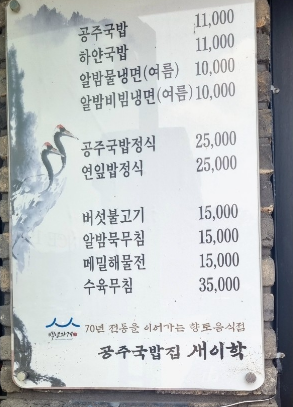 공주국밥 11,000
하얀국밥 11,000
알밤물냉면(여름) 10,000
알밤비빔냉면(여름) 10,000
공주국밥정식 25,000
연잎밥정식 25,000
버섯불고기 15,000
알밤묵무침 15,000
메밀해물전 15,000
수육무침 35,000
70년 전통을 이어가는 향토음식점
공주국밥집 새이학